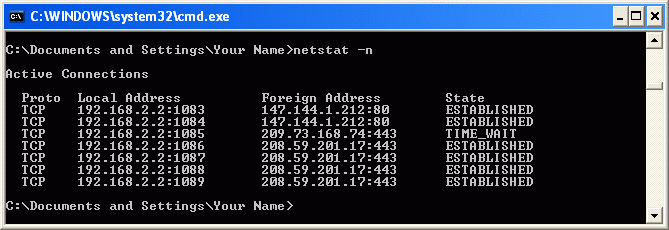 C:\WINDOWS\system32\cmd.exe
C:\Documents and Settings\Your Name>netstat -n
Active Connections
Proto  Local Address          Foreign Address        State
TCP    192.168.2.2:1083       147.144.1.212:80       ESTABLISHED
TCP    192.168.2.2:1084       147.144.1.212:80       ESTABLISHED
TCP    192.168.2.2:1085       209.73.168.74:443      TIME_WAIT
TCP    192.168.2.2:1086       208.59.201.17:443      ESTABLISHED
TCP    192.168.2.2:1087       208.59.201.17:443      ESTABLISHED
TCP    192.168.2.2:1088       208.59.201.17:443      ESTABLISHED
TCP    192.168.2.2:1089       208.59.201.17:443      ESTABLISHED
C:\Documents and Settings\Your Name>